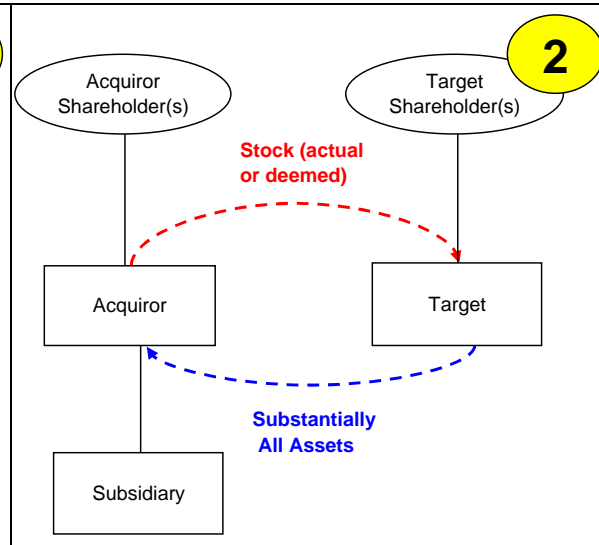 2
Acquiror
Shareholder(s)
Target
Shareholder(s)
Stock (actual
or deemed)
Acquiror
Target
Substantially
All Assets
Subsidiary